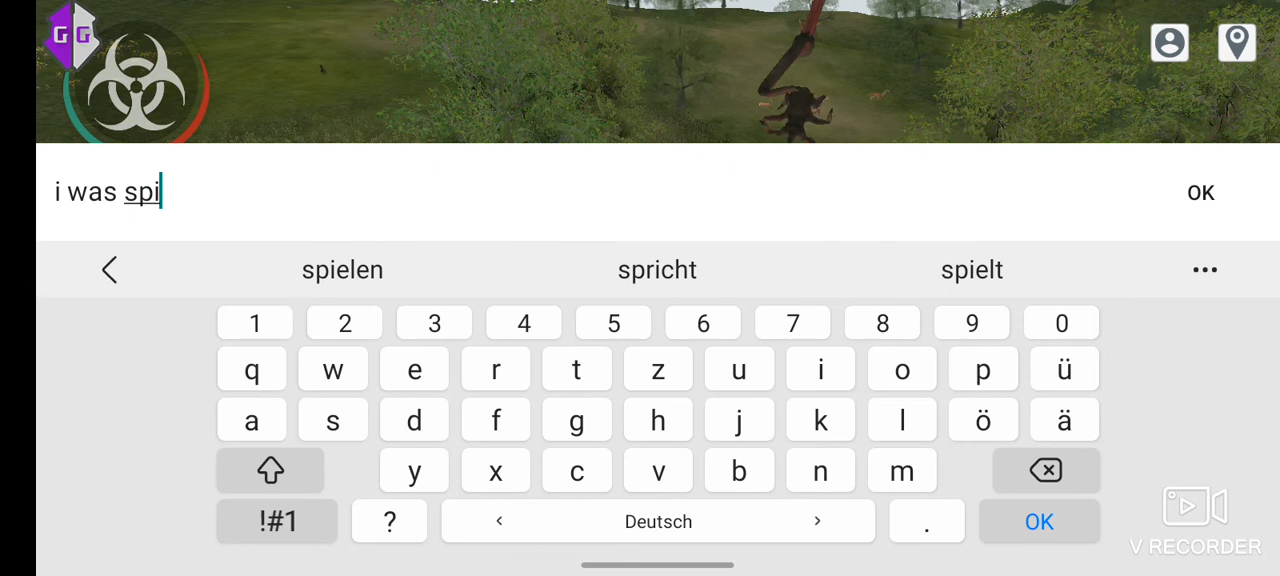 G G
i was spi
OK
spielen spricht spielt
1 2 3 4 5 6 7 8 9 0
q w e r t z u i o p ü
a s d f g h j k l ö ä
y x c v b n m
!#1 ? Deutsch . OK
V RECORDER